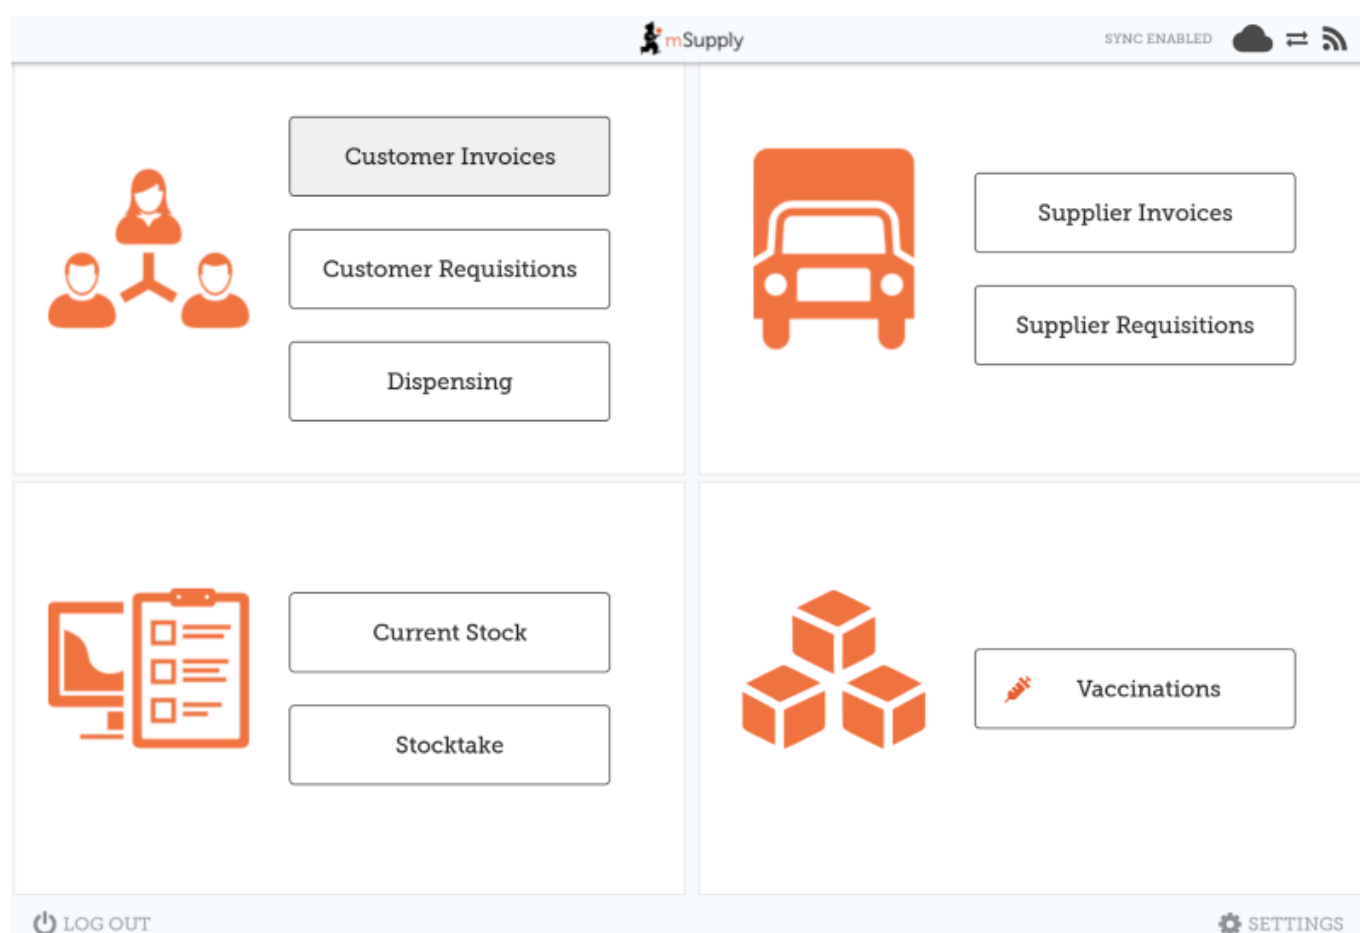 mSupply
SYNC ENABLED
Customer Invoices
Customer Requisitions
Dispensing
Supplier Invoices
Supplier Requisitions
Current Stock
Stocktake
Vaccinations
LOG OUT
SETTINGS